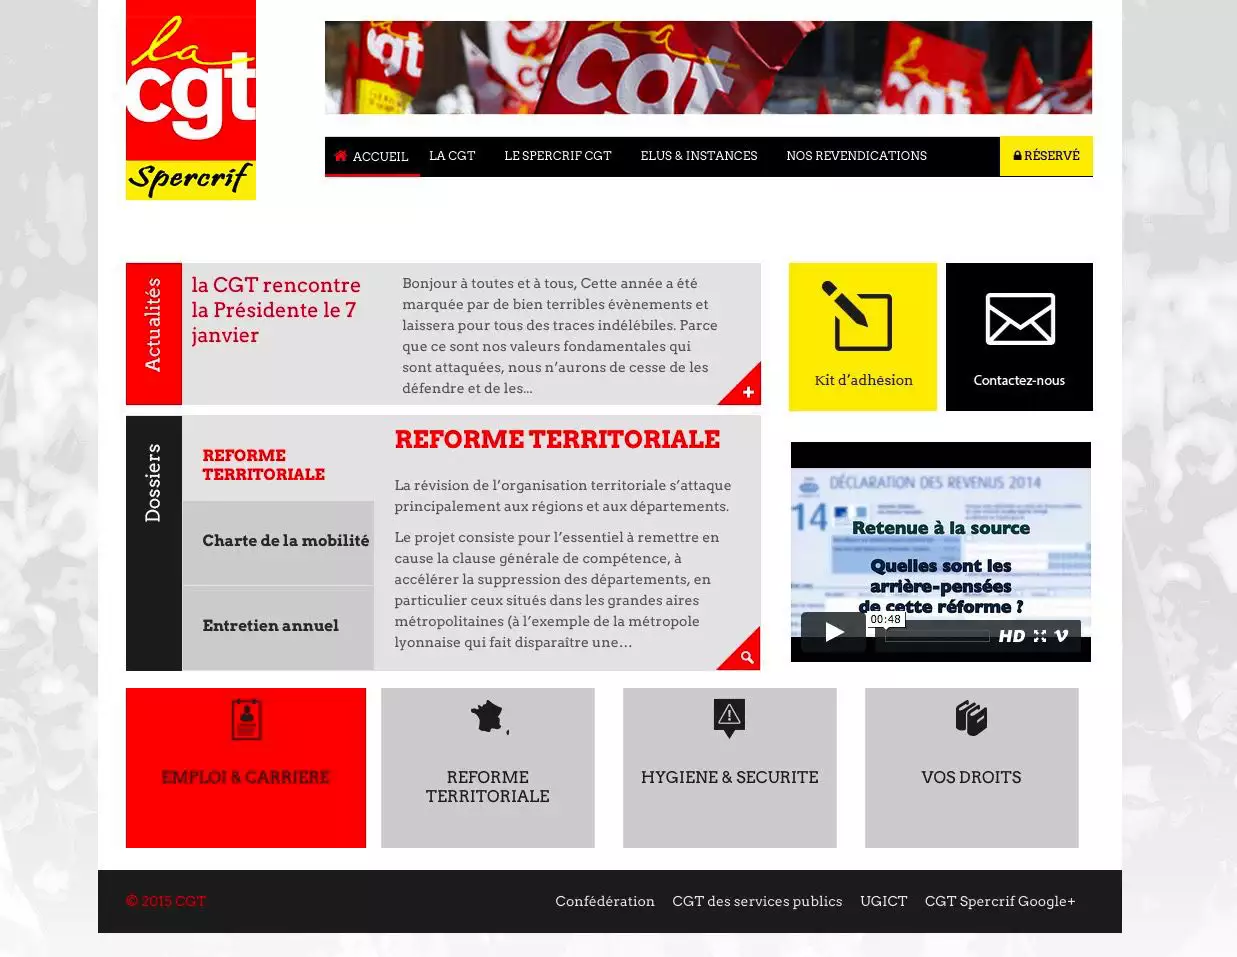 la
cgt
Spercrif
cgt
cgt
ACCUEIL
LA CGT
LE SPERCRIF CGT
ELUS & INSTANCES
NOS REVENDICATIONS
RÉSERVÉ
Actualités
la CGT rencontre
la Présidente le 7
janvier
Bonjour à toutes et à tous, Cette année a été
marquée par de bien terribles évènements et
laissera pour tous des traces indélébiles. Parce
que ce sont nos valeurs fondamentales qui
sont attaquées, nous n’aurons de cesse de les
défendre et de les...
Kit d’adhésion
Contactez-nous
Dossiers
REFORME
TERRITORIALE
Charte de la mobilité
Entretien annuel
REFORME TERRITORIALE
La révision de l’organisation territoriale s’attaque
principalement aux régions et aux départements.
Le projet consiste pour l’essentiel à remettre en
cause la clause générale de compétence, à
accélérer la suppression des départements, en
particulier ceux situés dans les grandes aires
métropolitaines (à l’exemple de la métropole
lyonnaise qui fait disparaître une…
DÉCLARATION DES REVENUS 2014
14
Retenue à la source
Quelles sont les
arrière-pensées
de cette réforme ?
00:48
HD
EMPLOI & CARRIERE
REFORME
TERRITORIALE
HYGIENE & SECURITE
VOS DROITS
© 2015 CGT
Confédération
CGT des services publics
UGICT
CGT Spercrif Google+